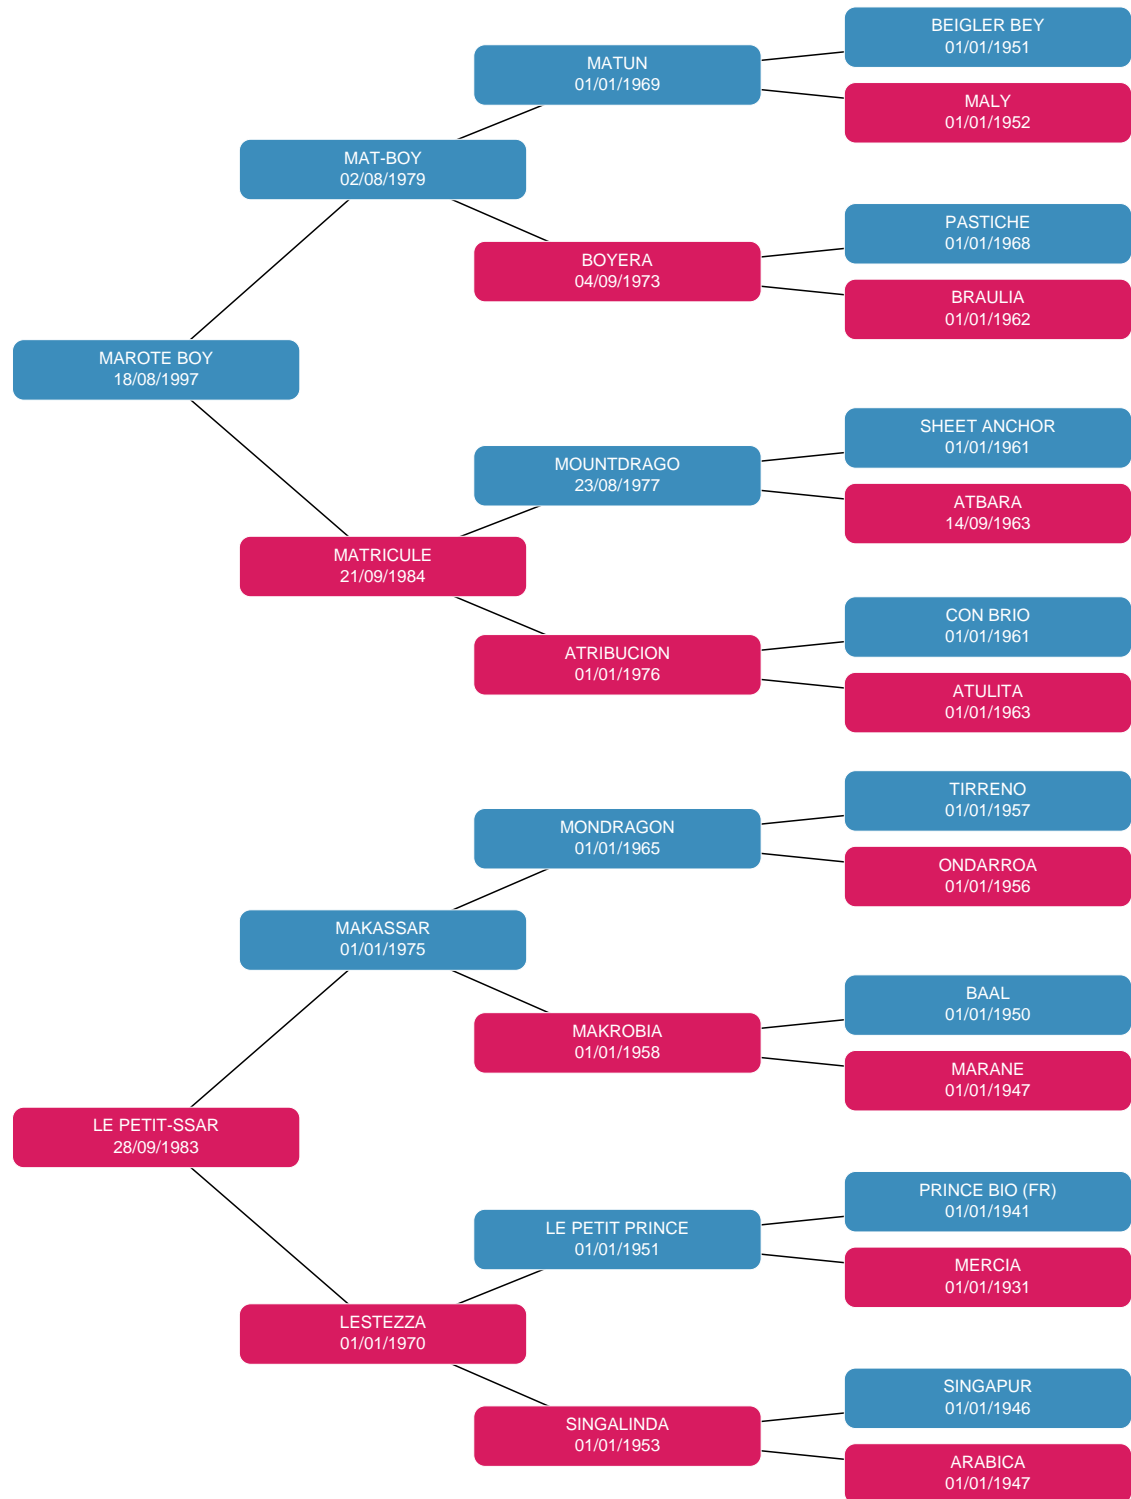 BEIGLER BEY
01/01/1951
MATUN
01/01/1969
MALY
01/01/1952
MAT-BOY
02/08/1979
PASTICHE
01/01/1968
BOYERA
04/09/1973
BRAULIA
01/01/1962
MAROTE BOY
18/08/1997
SHEET ANCHOR
01/01/1961
MOUNTDRAGO
23/08/1977
ATBARA
14/09/1963
MATRICULE
21/09/1984
CON BRIO
01/01/1961
ATRIBUCION
01/01/1976
ATULITA
01/01/1963
TIRRENO
01/01/1957
MONDRAGON
01/01/1965
ONDARROA
01/01/1956
MAKASSAR
01/01/1975
BAAL
01/01/1950
MAKROBIA
01/01/1958
MARANE
01/01/1947
LE PETIT-SSAR
28/09/1983
PRINCE BIO (FR)
01/01/1941
LE PETIT PRINCE
01/01/1951
MERCIA
01/01/1931
LESTEZZA
01/01/1970
SINGAPUR
01/01/1946
SINGALINDA
01/01/1953
ARABICA
01/01/1947